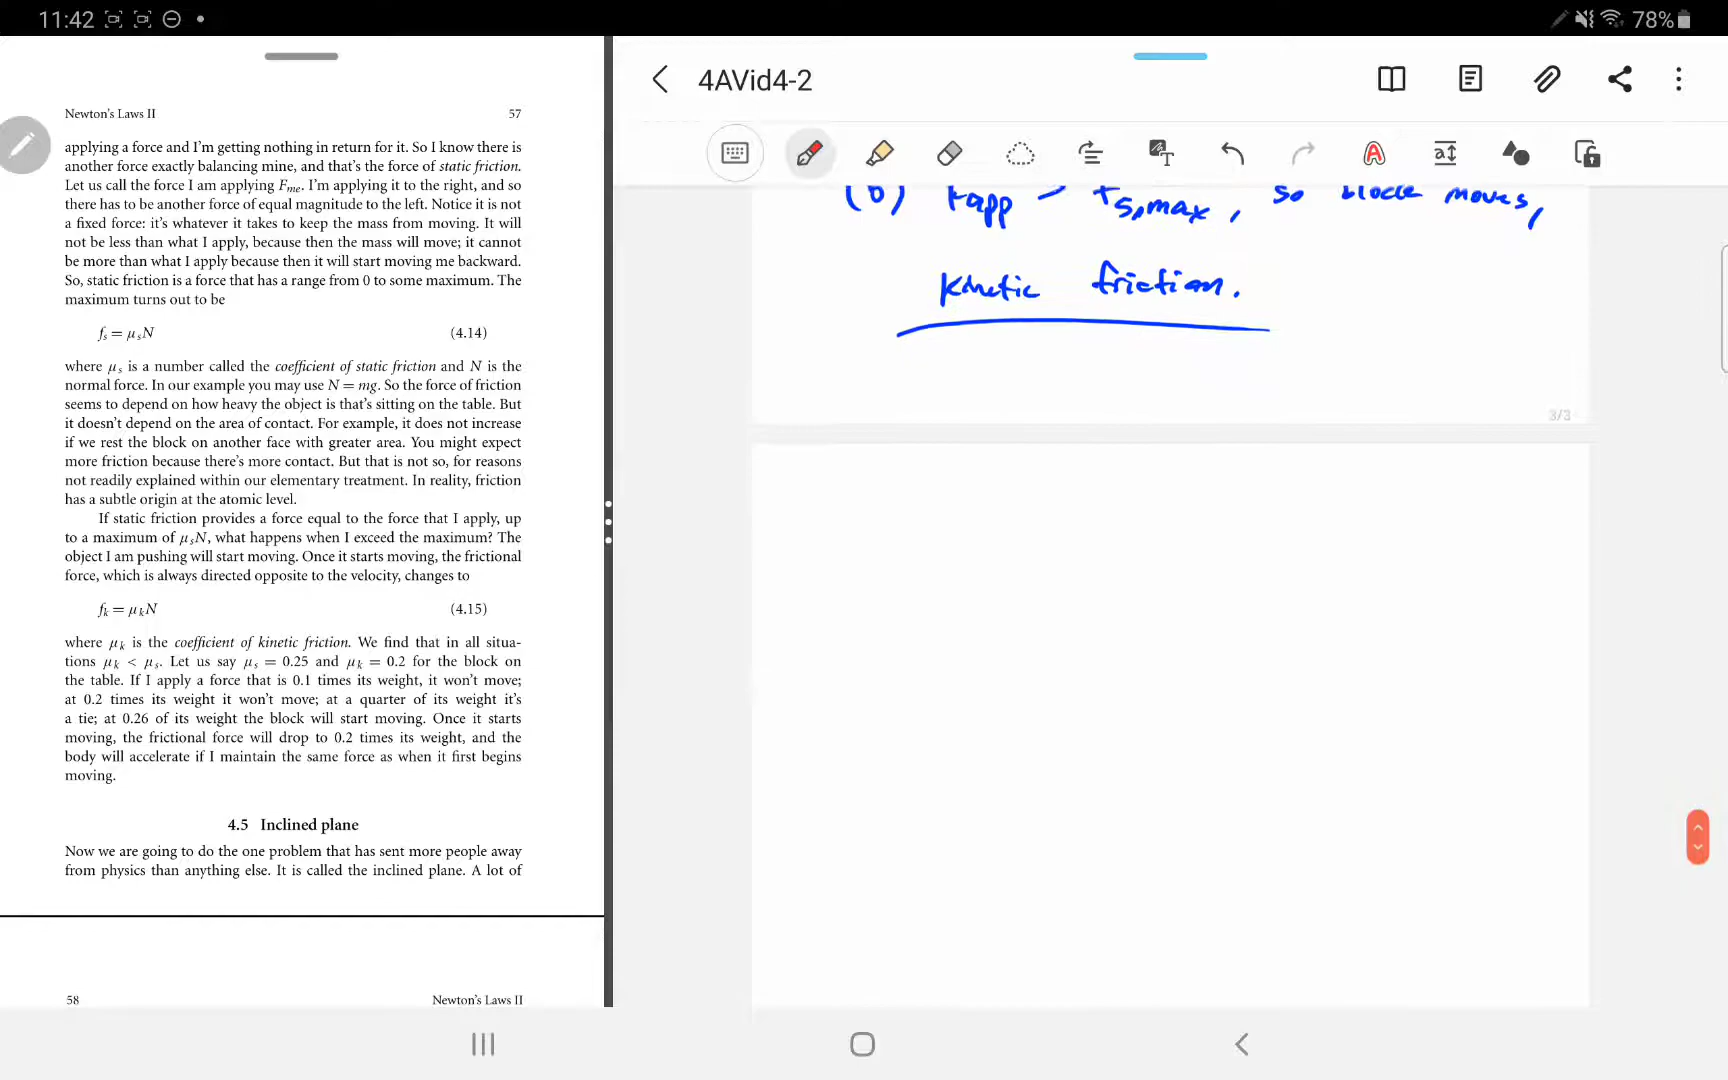 11:42
78%
Newton's Laws II 57
applying a force and I'm getting nothing in return for it. So I know there is
another force exactly balancing mine, and that's the force of static friction.
Let us call the force I am applying Fme. I'm applying it to the right, and so
there has to be another force of equal magnitude to the left. Notice it is not
a fixed force: it's whatever it takes to keep the mass from moving. It will
not be less than what I apply, because then the mass will move; it cannot
be more than what I apply because then it will start moving me backward.
So, static friction is a force that has a range from 0 to some maximum. The
maximum turns out to be
fs = μsN (4.14)
where μs is a number called the coefficient of static friction and N is the
normal force. In our example you may use N = mg. So the force of friction
seems to depend on how heavy the object is that's sitting on the table. But
it doesn't depend on the area of contact. For example, it does not increase
if we rest the block on another face with greater area. You might expect
more friction because there's more contact. But that is not so, for reasons
not readily explained within our elementary treatment. In reality, friction
has a subtle origin at the atomic level.
If static friction provides a force equal to the force that I apply, up
to a maximum of μsN, what happens when I exceed the maximum? The
object I am pushing will start moving. Once it starts moving, the frictional
force, which is always directed opposite to the velocity, changes to
fk = μkN (4.15)
where μk is the coefficient of kinetic friction. We find that in all situa-
tions μk < μs. Let us say μs = 0.25 and μk = 0.2 for the block on
the table. If I apply a force that is 0.1 times its weight, it won't move;
at 0.2 times its weight it won't move; at a quarter of its weight it's
a tie; at 0.26 of its weight the block will start moving. Once it starts
moving, the frictional force will drop to 0.2 times its weight, and the
body will accelerate if I maintain the same force as when it first begins
moving.
4.5 Inclined plane
Now we are going to do the one problem that has sent more people away
from physics than anything else. It is called the inclined plane. A lot of
58 Newton's Laws II
4AVid4-2
(b) Fapp > fs,max, so block moves,
kinetic friction.
3/3